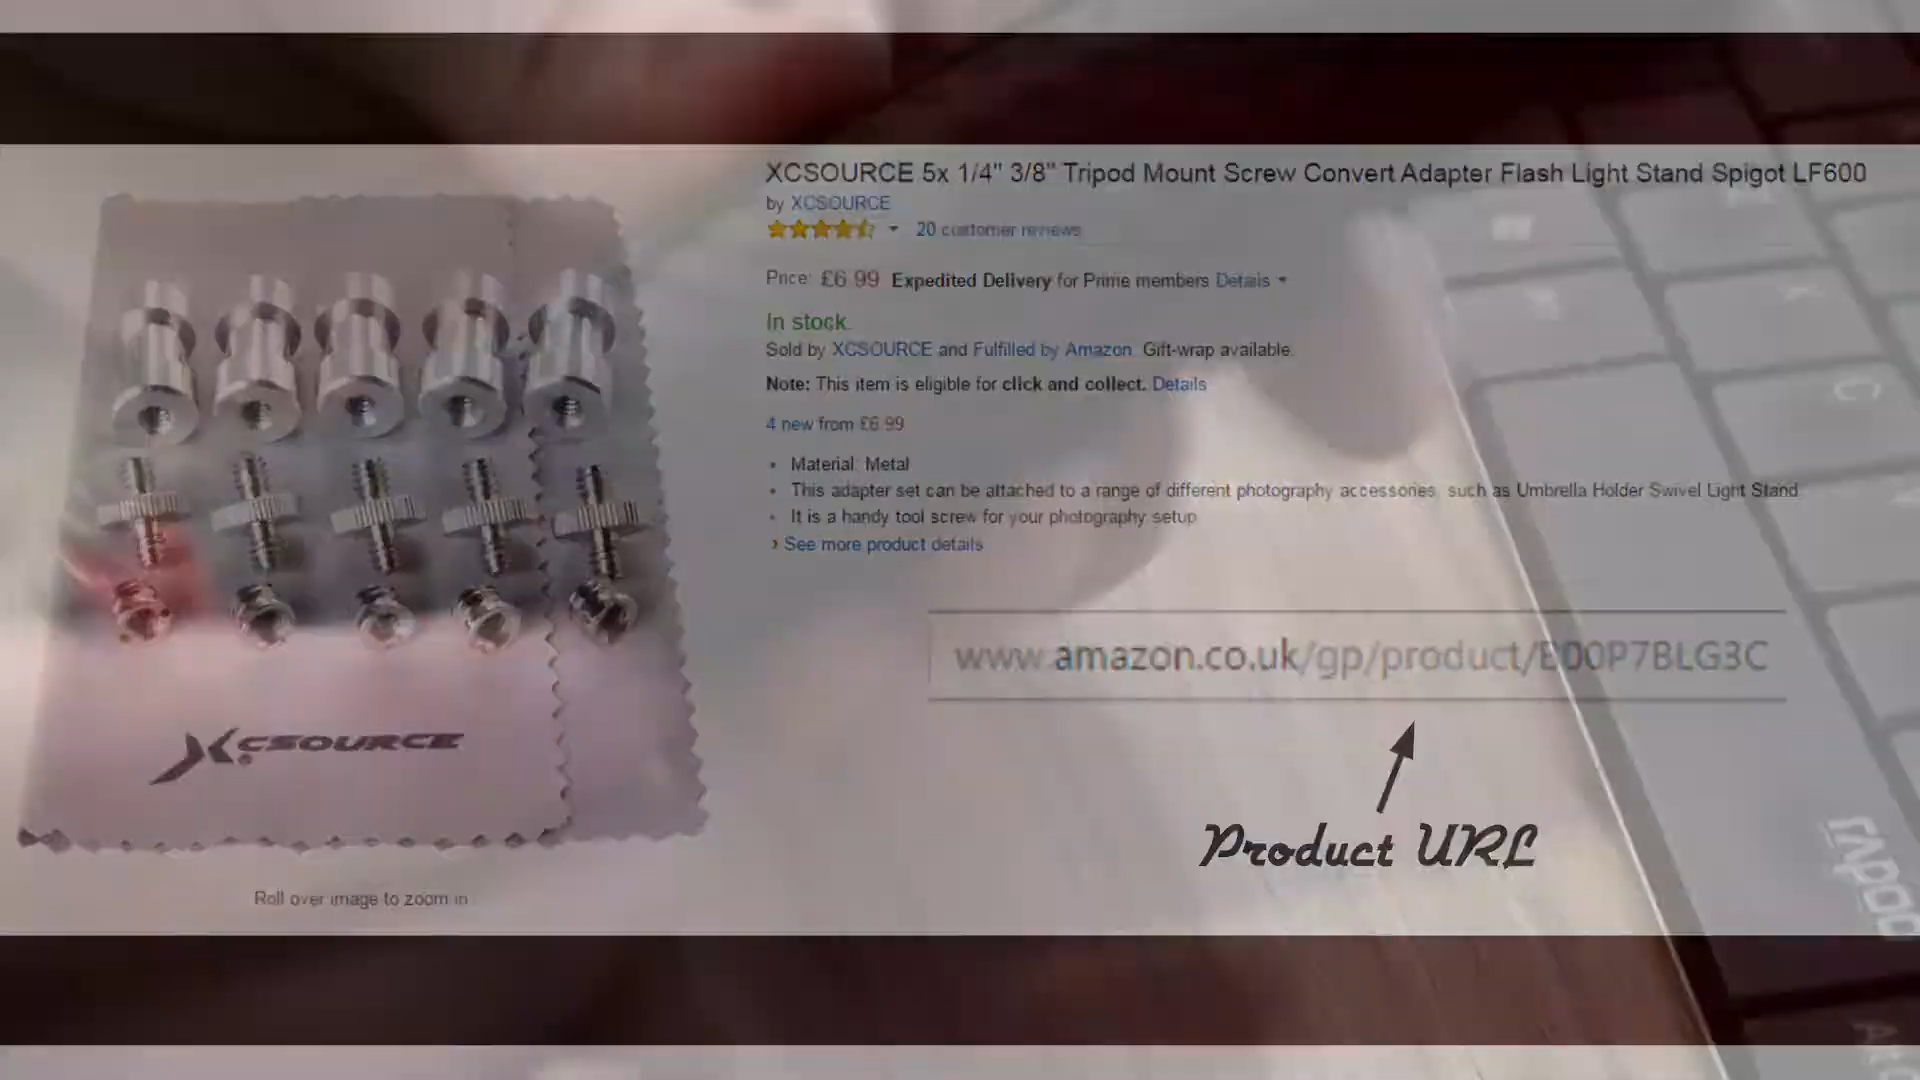 XCSOURCE 5x 1/4" 3/8" Tripod Mount Screw Convert Adapter Flash Light Stand Spigot LF600
by XCSOURCE
20 customer reviews
Price: £6.99 Expedited Delivery for Prime members Details
In stock.
Sold by XCSOURCE and Fulfilled by Amazon. Gift-wrap available.
Note: This item is eligible for click and collect. Details
4 new from £6.99
• Material: Metal
• This adapter set can be attached to a range of different photography accessories, such as Umbrella Holder Swivel Light Stand
• It is a handy tool screw for your photography setup
› See more product details
www.amazon.co.uk/gp/product/E00P7BLG3C
Product URL
XCSOURCE
Roll over image to zoom in
rapoo
C
X
Alt